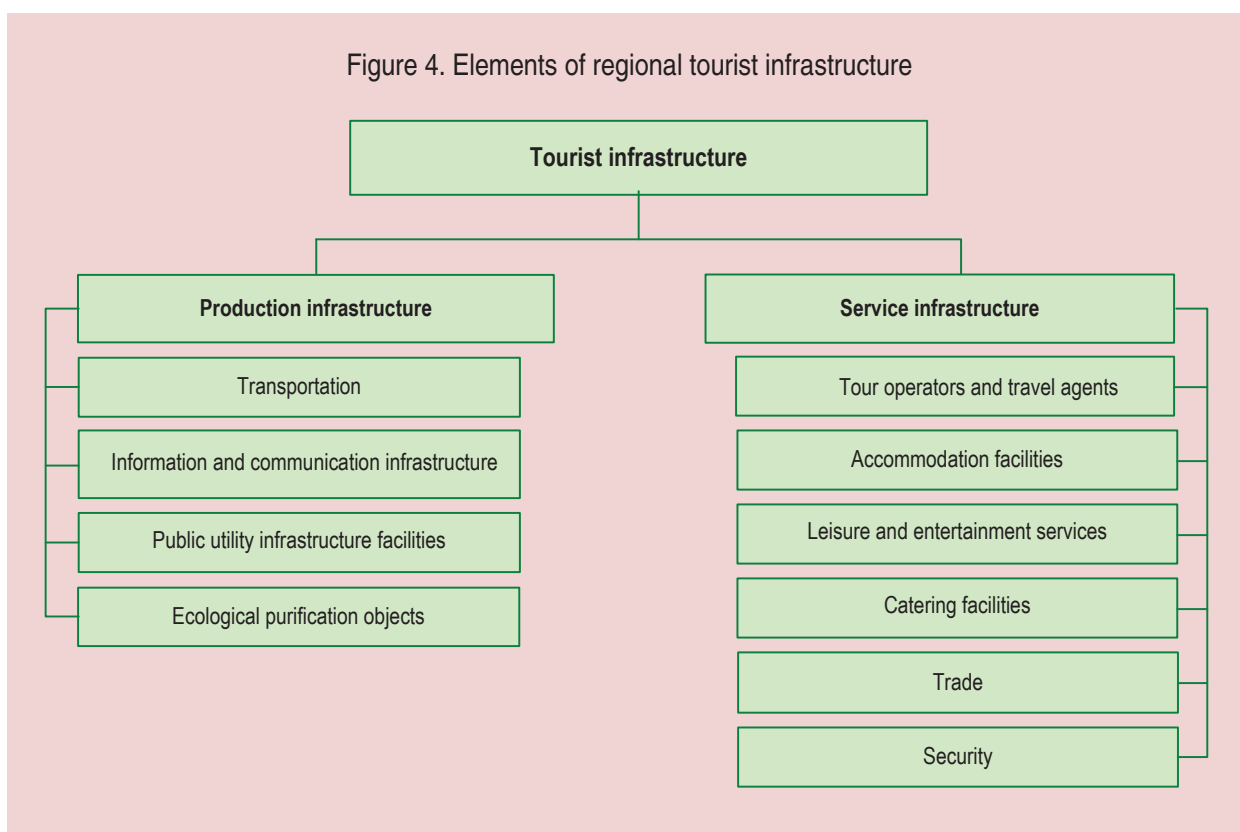 Figure 4. Elements of regional tourist infrastructure
Tourist infrastructure
Production infrastructure
Transportation
Information and communication infrastructure
Public utility infrastructure facilities
Ecological purification objects
Service infrastructure
Tour operators and travel agents
Accommodation facilities
Leisure and entertainment services
Catering facilities
Trade
Security